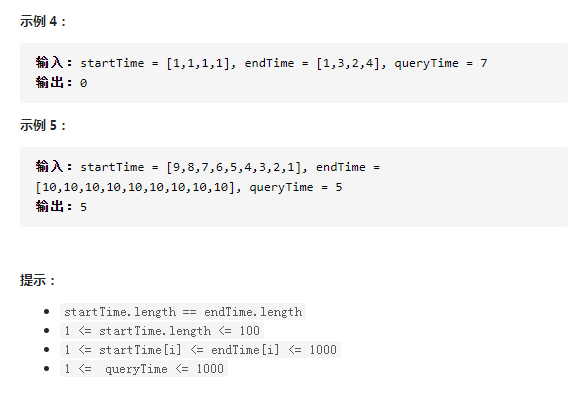 示例 4：
输入：startTime = [1,1,1,1], endTime = [1,3,2,4], queryTime = 7
输出：0
示例 5：
输入：startTime = [9,8,7,6,5,4,3,2,1], endTime =
[10,10,10,10,10,10,10,10,10], queryTime = 5
输出：5
提示：
startTime.length == endTime.length
1 <= startTime.length <= 100
1 <= startTime[i] <= endTime[i] <= 1000
1 <= queryTime <= 1000